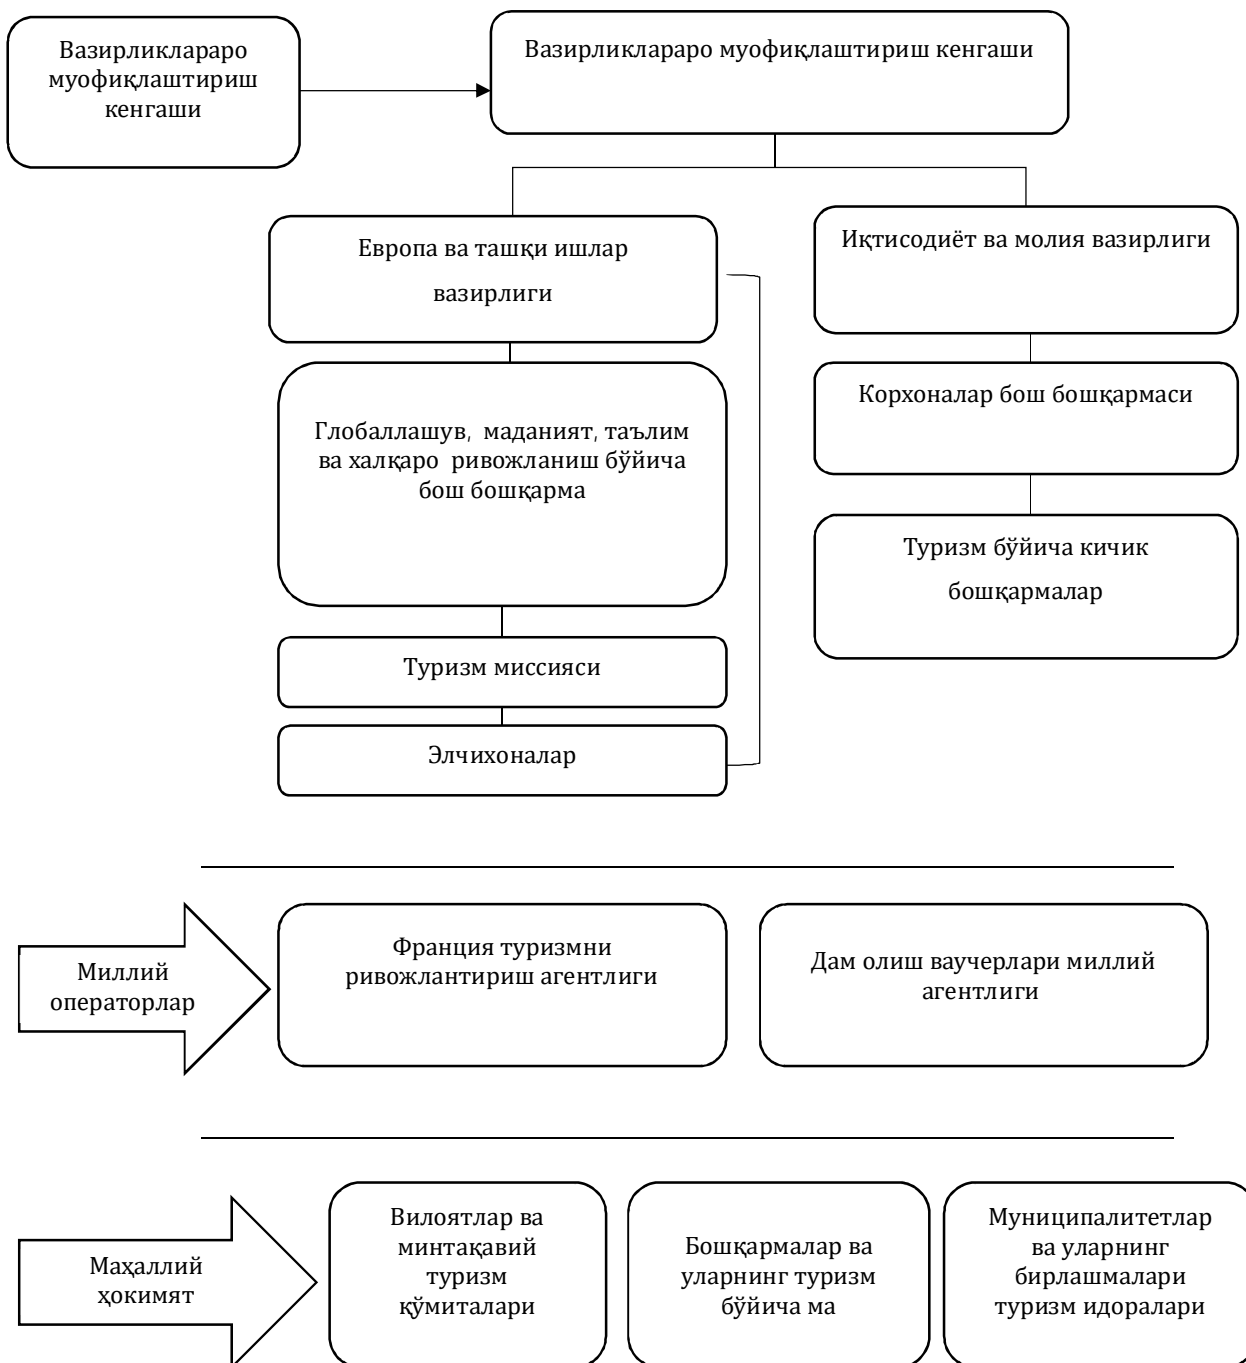 Вазирликлараро
муофиқлаштириш
кенгаши
Вазирликлараро муофиқлаштириш кенгаши
Европа ва ташқи ишлар
вазирлиги
Иқтисодиёт ва молия вазирлиги
Глобаллашув, маданият, таълим
ва халқаро ривожланиш бўйича
бош бошқарма
Корхоналар бош бошқармаси
Туризм бўйича кичик
бошқармалар
Туризм миссияси
Элчихоналар
Миллий
операторлар
Франция туризмни
ривожлантириш агентлиги
Дам олиш ваучерлари миллий
агентлиги
Маҳаллий
ҳокимят
Вилоятлар ва
минтақавий
туризм
қўмиталари
Бошқармалар ва
уларнинг туризм
бўйича ма
Муниципалитетлар
ва уларнинг
бирлашмалари
туризм идоралари